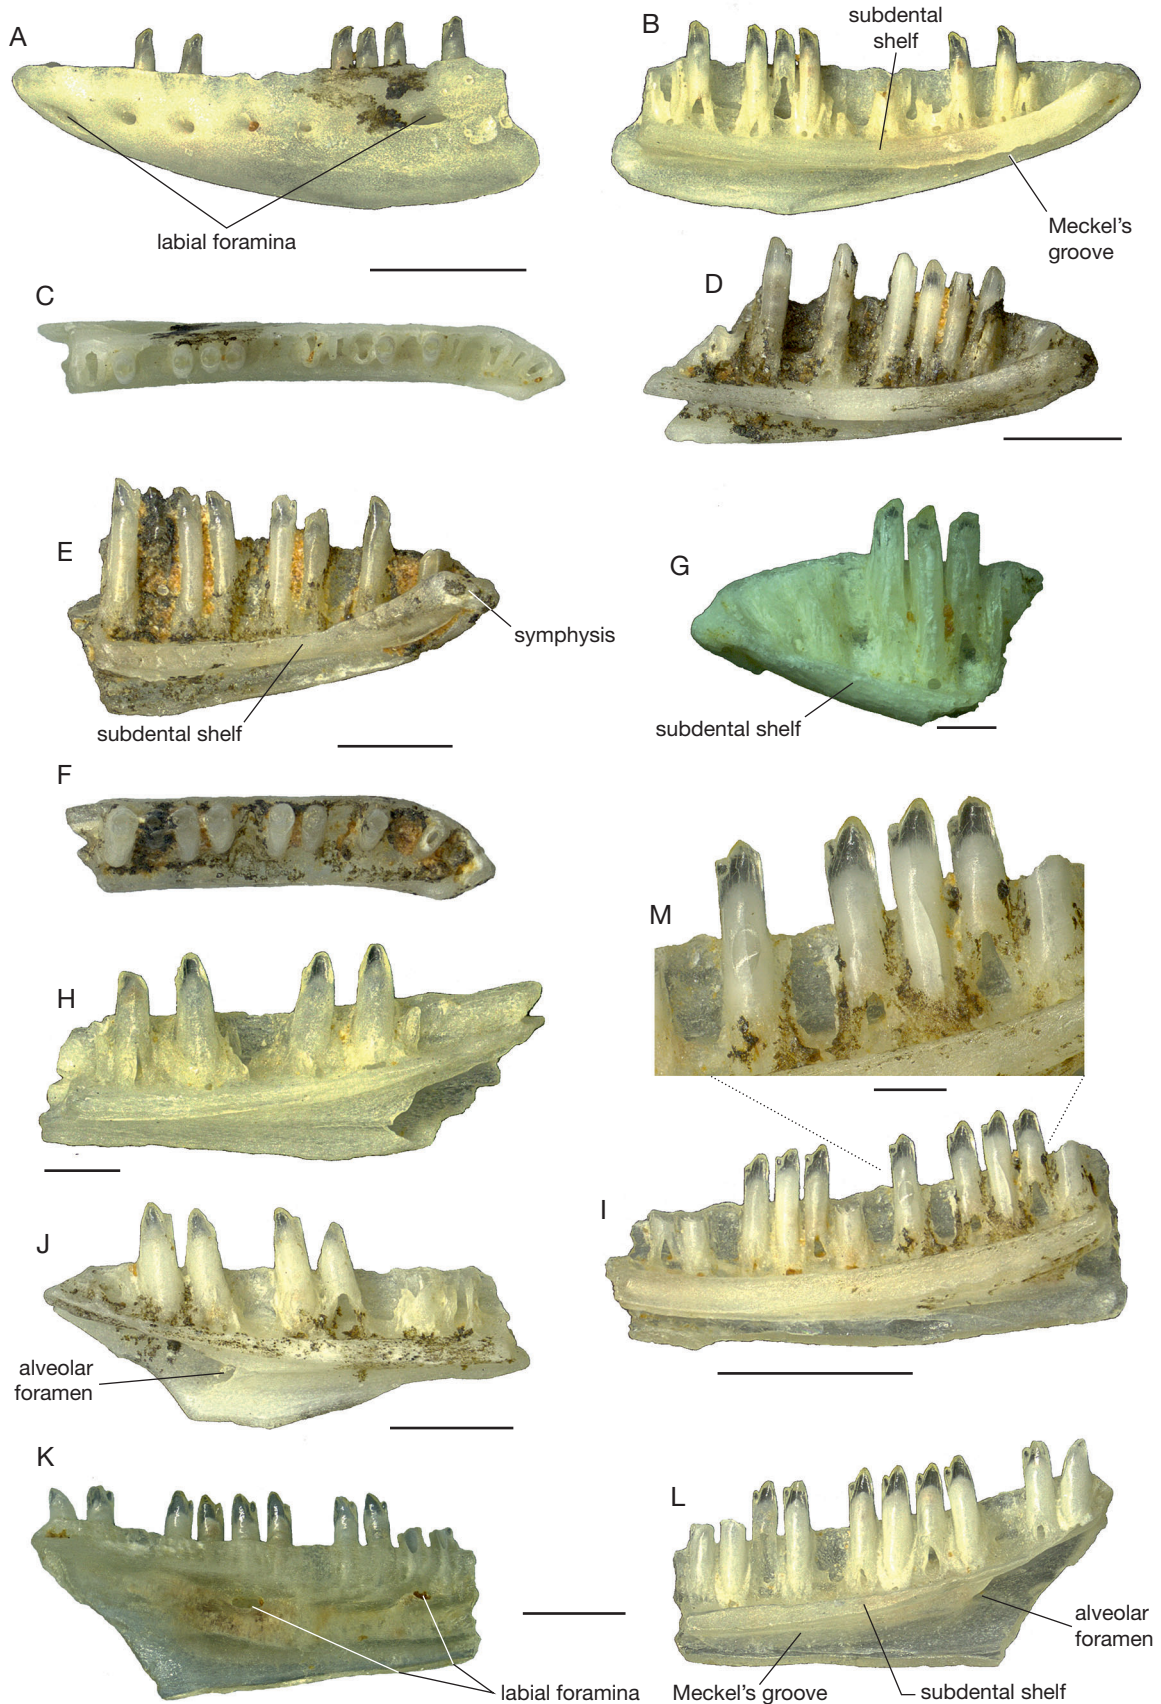 A
B
subdental
shelf
labial foramina
Meckel's
groove
C
D
E
symphysis
subdental shelf
G
subdental shelf
F
M
H
I
J
alveolar
foramen
K
labial foramina
L
alveolar
foramen
Meckel's groove
subdental shelf